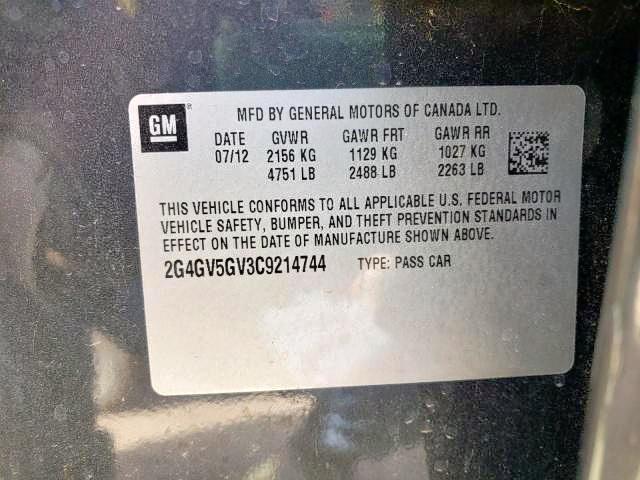 GM ®
MFD BY GENERAL MOTORS OF CANADA LTD.
DATE GVWR GAWR FRT GAWR RR
07/12 2156 KG 1129 KG 1027 KG
4751 LB 2488 LB 2263 LB
THIS VEHICLE CONFORMS TO ALL APPLICABLE U.S. FEDERAL MOTOR
VEHICLE SAFETY, BUMPER, AND THEFT PREVENTION STANDARDS IN
EFFECT ON THE DATE OF MANUFACTURE SHOWN ABOVE.
2G4GV5GV3C9214744 TYPE: PASS CAR